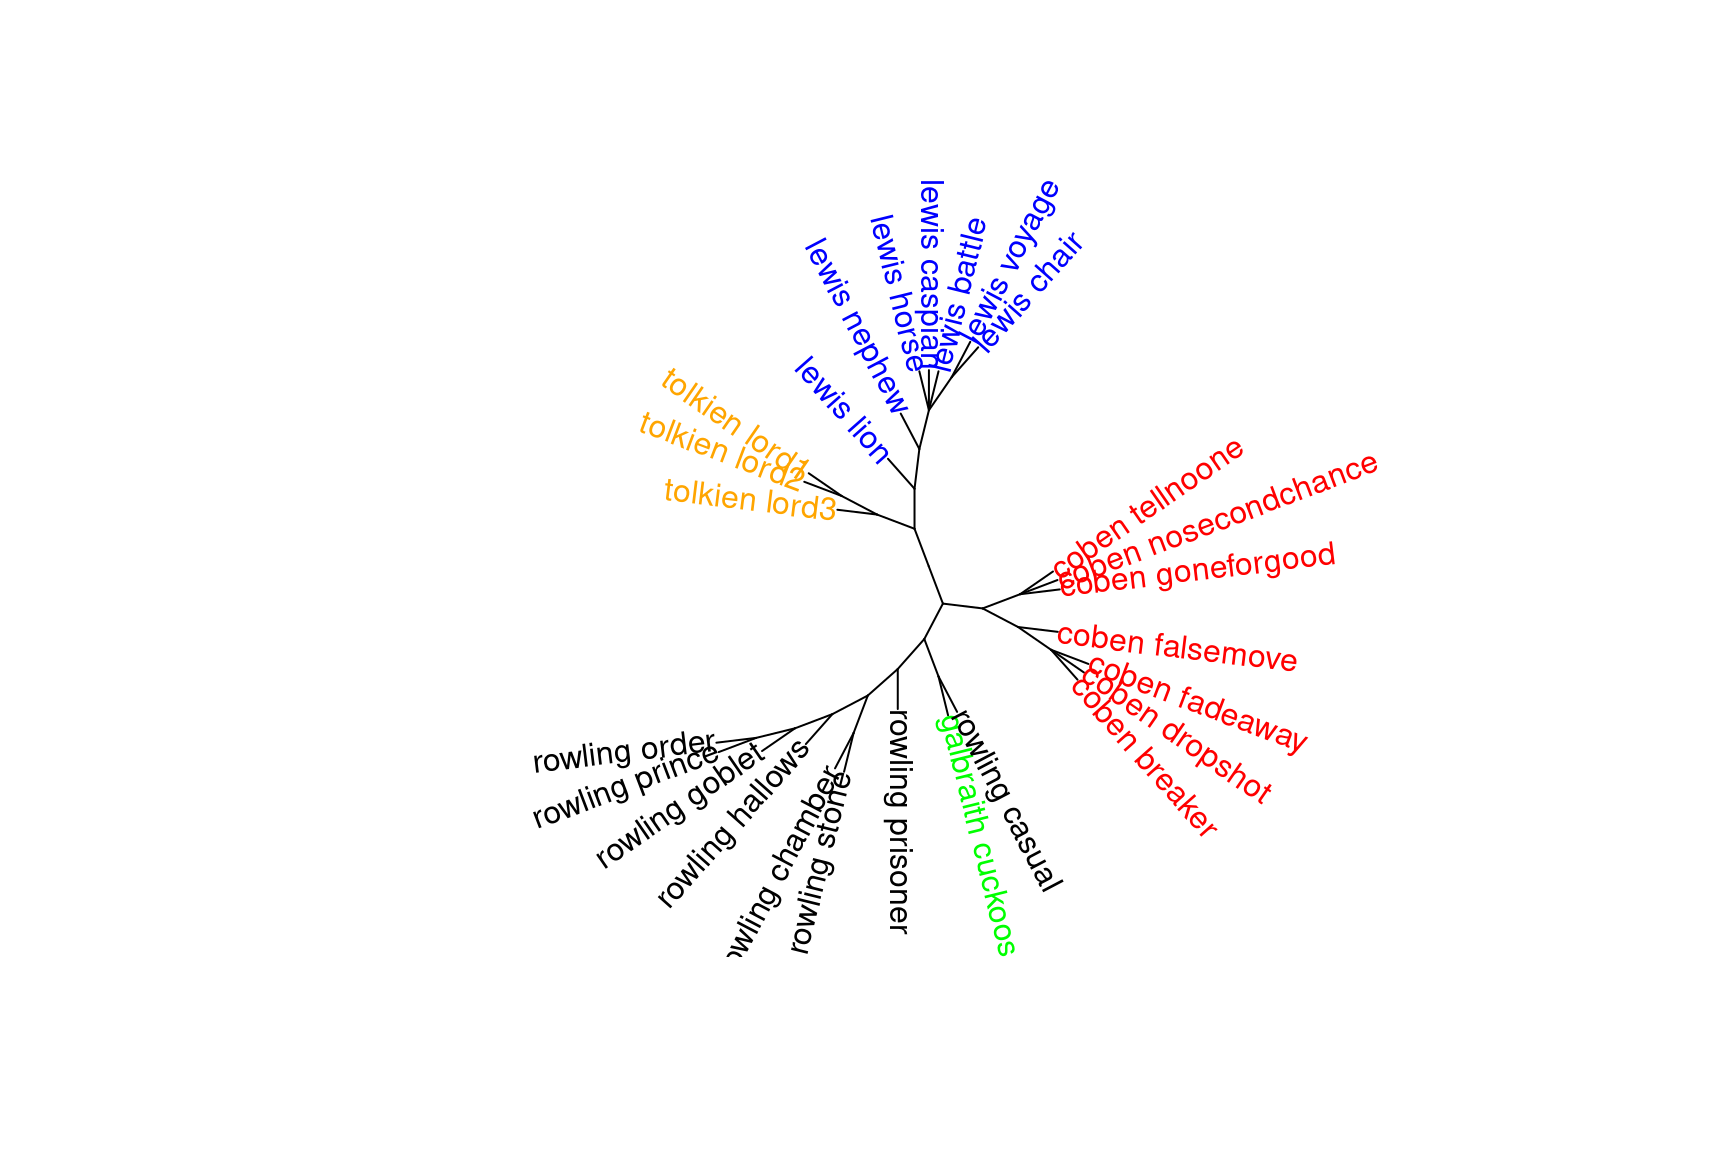 lewis nephew
lewis horse
lewis caspian
lewis battle
lewis voyage
lewis chair
lewis lion
tolkien lord1
tolkien lord2
tolkien lord3
coben tellnoone
coben nosecondchance
coben goneforgood
coben falsemove
coben fadeaway
coben dropshot
coben breaker
rowling casual
galbraith cuckoos
rowling prisoner
rowling stone
owling chamber
rowling hallows
rowling goblet
rowling prince
rowling order